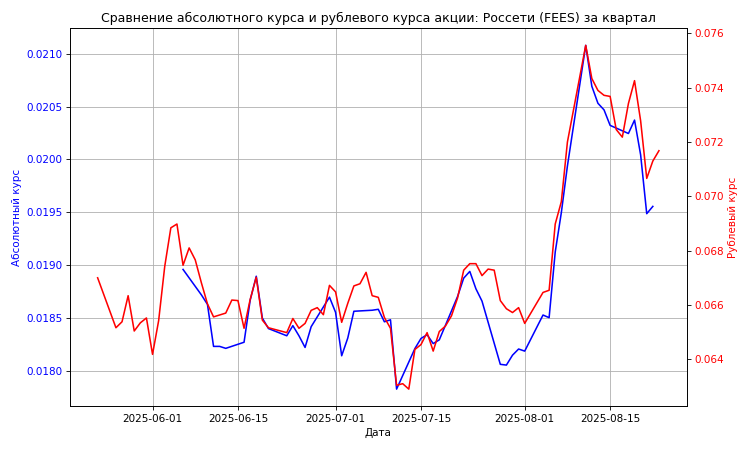 Сравнение абсолютного курса и рублевого курса акции: Россети (FEES) за квартал
0.0210
0.0205
0.0200
0.0195
0.0190
0.0185
0.0180
Абсолютный курс
0.076
0.074
0.072
0.070
0.068
0.066
0.064
Рублевый курс
2025-06-01 2025-06-15 2025-07-01 2025-07-15 2025-08-01 2025-08-15
Дата